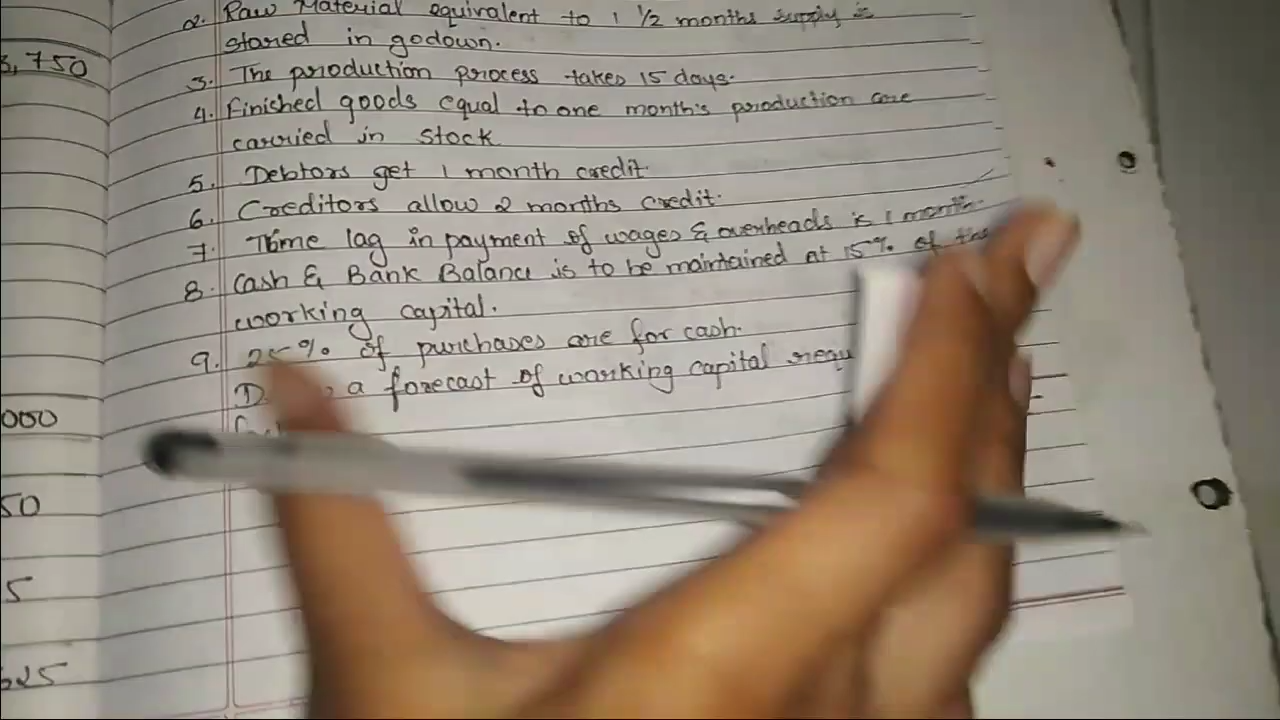 3,750
000
50
5
625
2. Raw Material equivalent to 1 1/2 months supply is
stored in godown.
3. The production process takes 15 days.
4. Finished goods equal to one month's production are
carried in stock
5. Debtors get 1 month credit.
6. Creditors allow 2 months credit.
7. Time lag in payment of wages & overheads is 1 month.
8. Cash & Bank Balance is to be maintained at 15% of the
working capital.
9. 25% of purchases are for cash.
a forecast of working capital requ